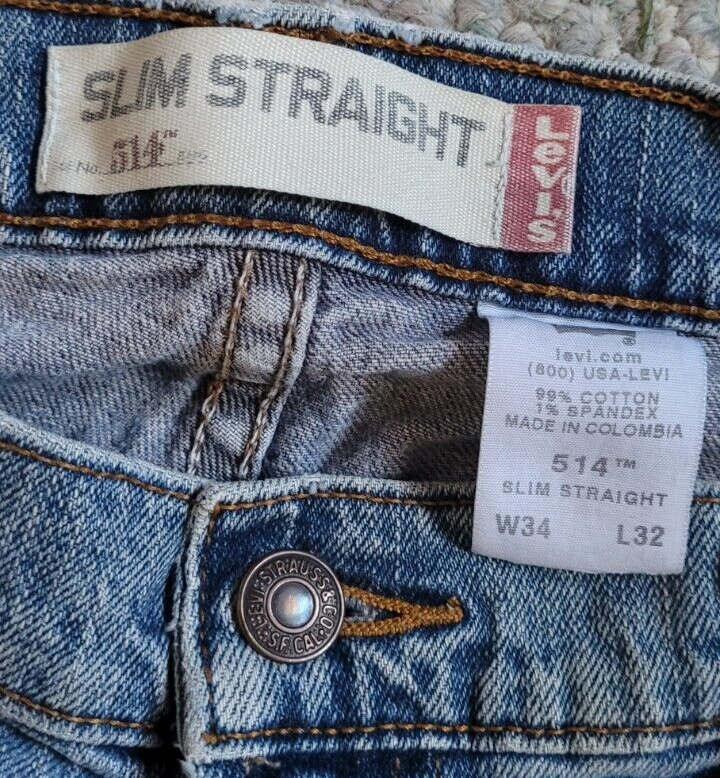 SLIM STRAIGHT
No. 514™
LEVI'S
®
levi.com
(800) USA-LEVI
99% COTTON
1% SPANDEX
MADE IN COLOMBIA
514™
SLIM STRAIGHT
W34 L32
LEVI STRAUSS & CO. S.F. CAL.